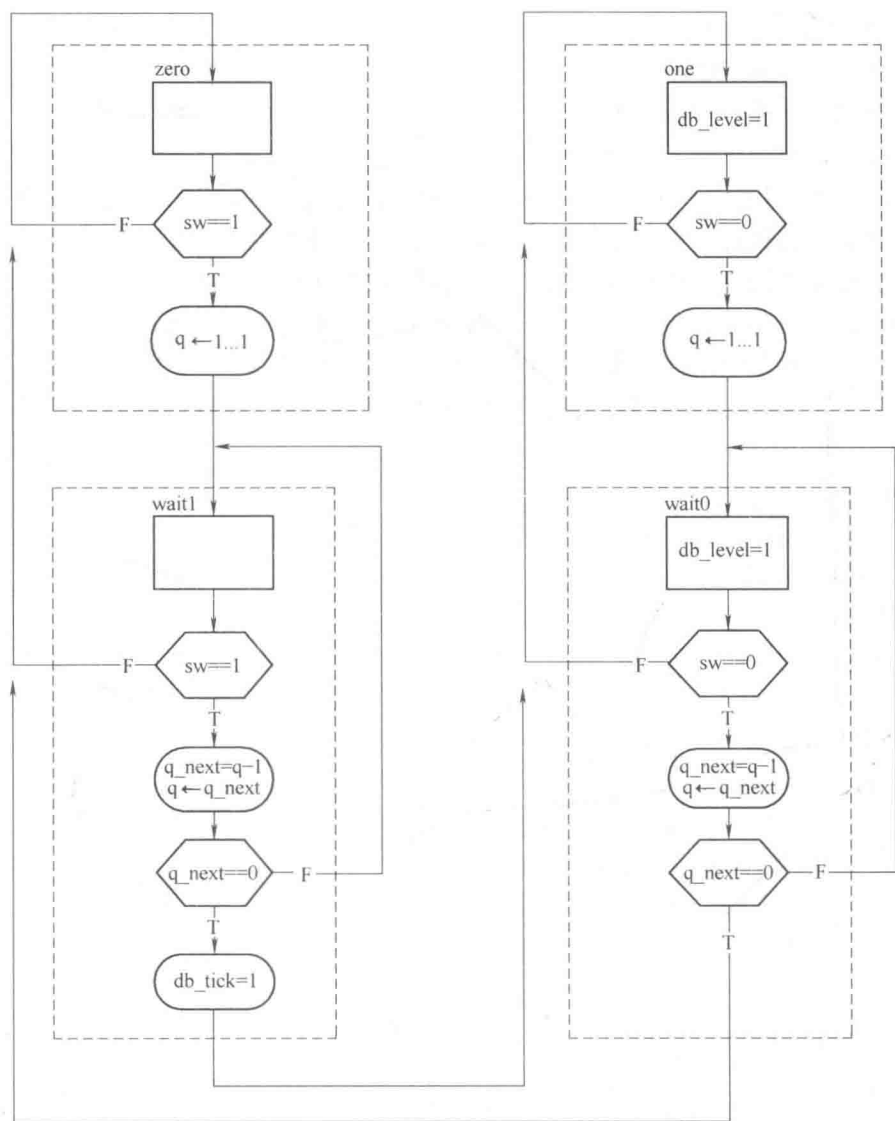 zero
sw==1
F
T
q ← 1...1
wait1
sw==1
F
T
q_next=q−1
q ← q_next
q_next==0
F
T
db_tick=1
one
db_level=1
sw==0
F
T
q ← 1...1
wait0
db_level=1
sw==0
F
T
q_next=q−1
q ← q_next
q_next==0
F
T